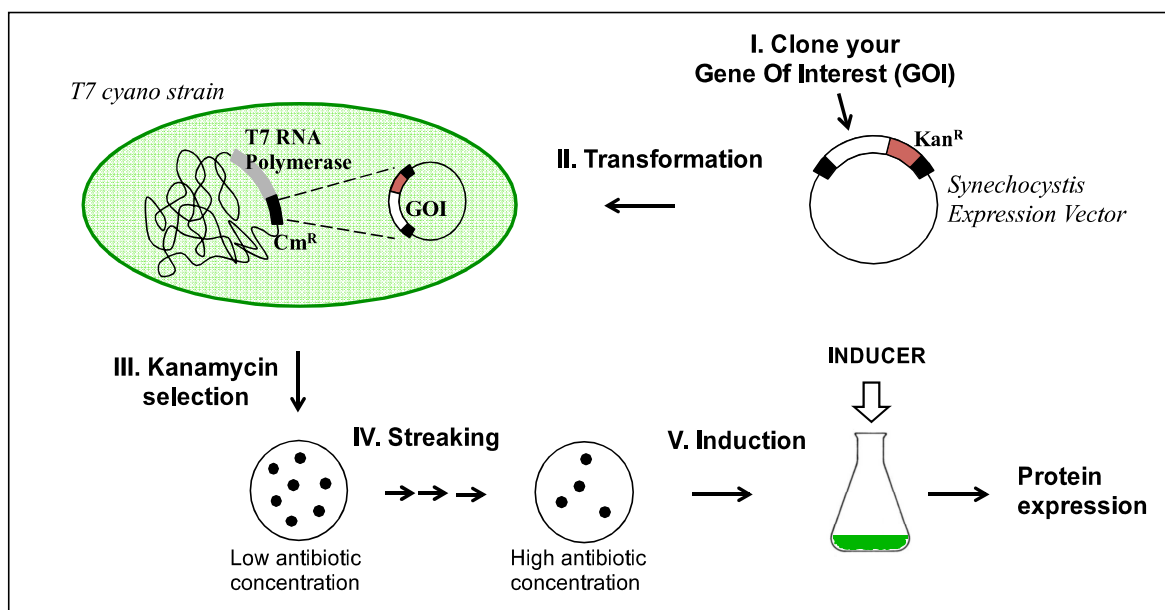 I. Clone your
Gene Of Interest (GOI)
T7 cyano strain
T7 RNA
Polymerase
KanR
II. Transformation
GOI
Synechocystis
Expression Vector
CmR
INDUCER
III. Kanamycin
selection
IV. Streaking
V. Induction
Protein
expression
Low antibiotic
concentration
High antibiotic
concentration